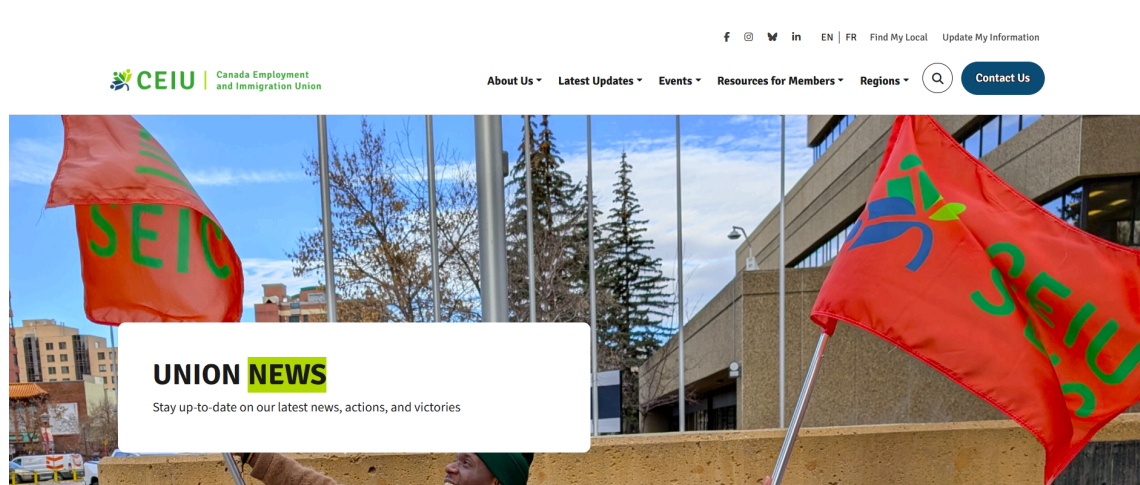 EN | FR Find My Local Update My Information
CEIU
Canada Employment
and Immigration Union
About Us Latest Updates Events Resources for Members Regions Contact Us
SEIC
CEIU
UNION NEWS
Stay up-to-date on our latest news, actions, and victories